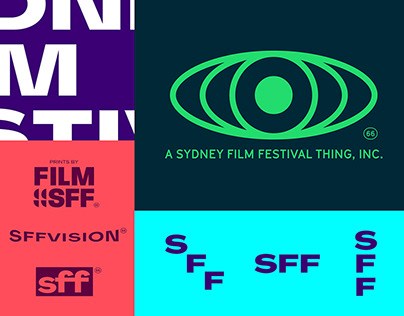 DNE
M
STIV
66
A SYDNEY FILM FESTIVAL THING, INC.
PRINTS BY
FILM
SFF
SFFVISION
sff
S
F
F
SFF
S
F
F